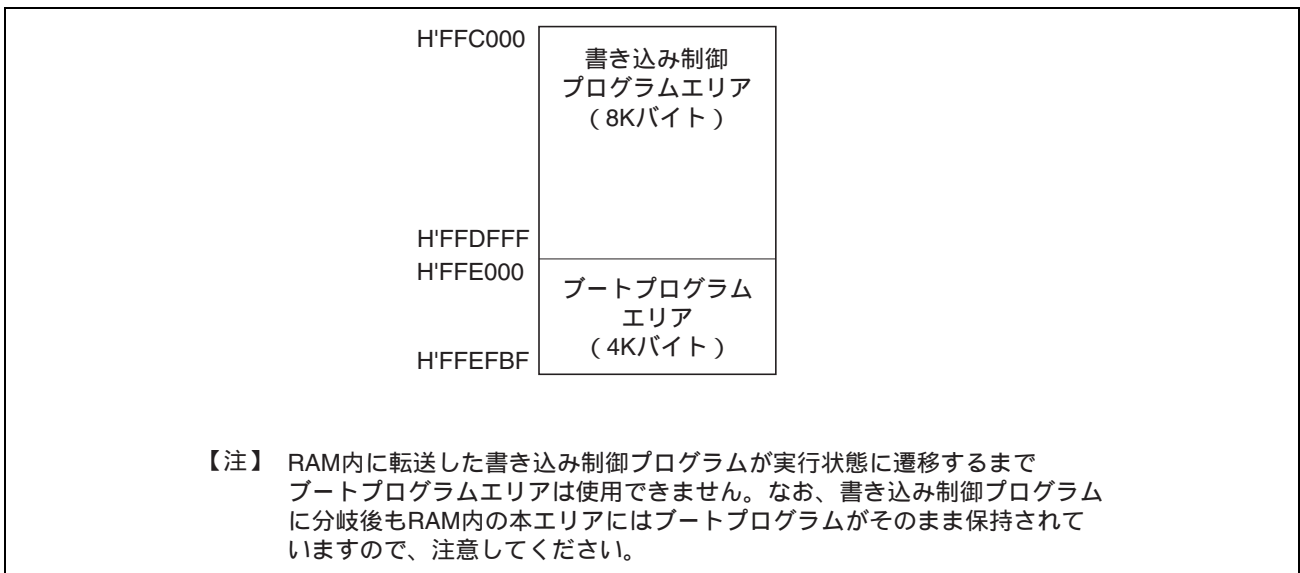 H'FFC000
書き込み制御
プログラムエリア
（8Kバイト）
H'FFDFFF
H'FFE000
ブートプログラム
エリア
（4Kバイト）
H'FFEFBF
【注】 RAM内に転送した書き込み制御プログラムが実行状態に遷移するまで
ブートプログラムエリアは使用できません。なお、書き込み制御プログラム
に分岐後もRAM内の本エリアにはブートプログラムがそのまま保持されて
いますので、注意してください。